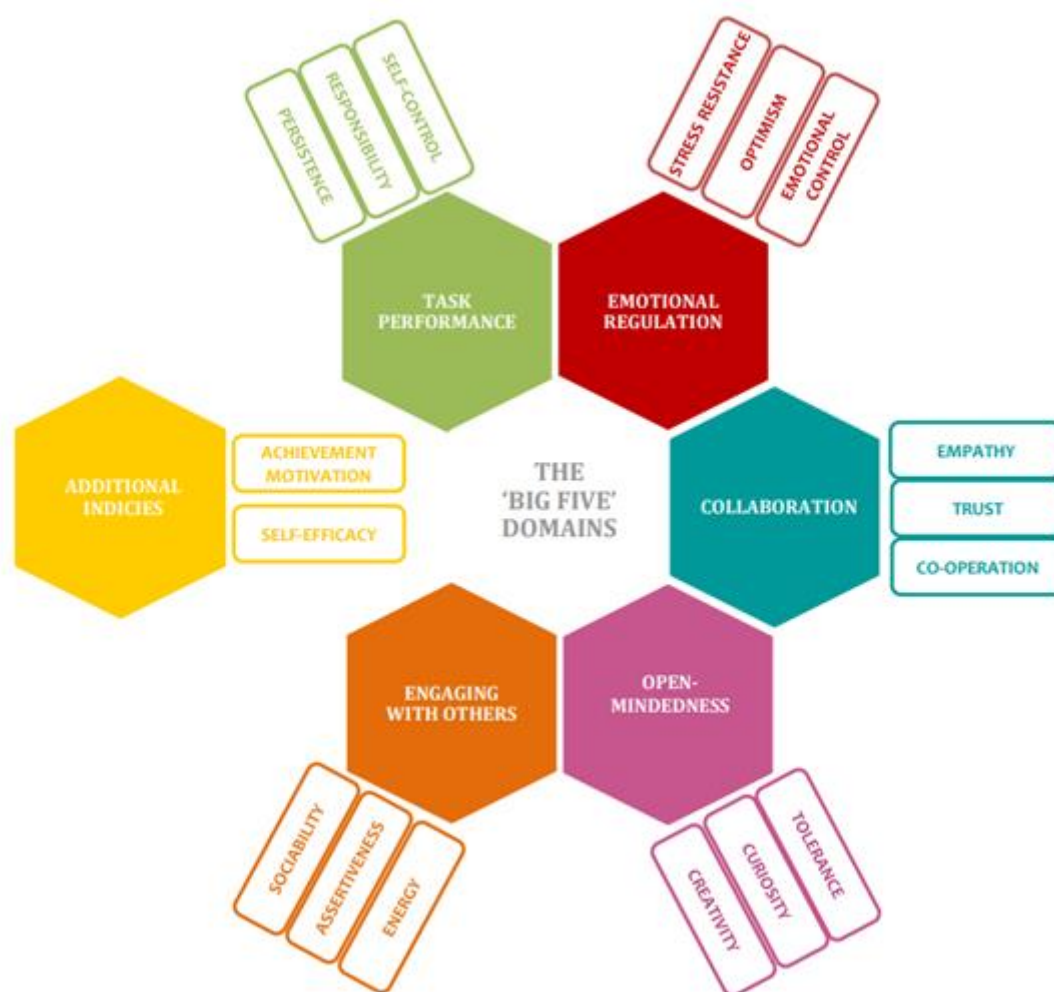 PERSISTENCE
RESPONSIBILITY
SELF-CONTROL
STRESS RESISTANCE
OPTIMISM
EMOTIONAL
CONTROL
TASK
PERFORMANCE
EMOTIONAL
REGULATION
ADDITIONAL
INDICIES
ACHIEVEMENT
MOTIVATION
SELF-EFFICACY
THE
‘BIG FIVE’
DOMAINS
COLLABORATION
EMPATHY
TRUST
CO-OPERATION
ENGAGING
WITH OTHERS
OPEN-
MINDEDNESS
SOCIABILITY
ASSERTIVENESS
ENERGY
CREATIVITY
CURIOSITY
TOLERANCE